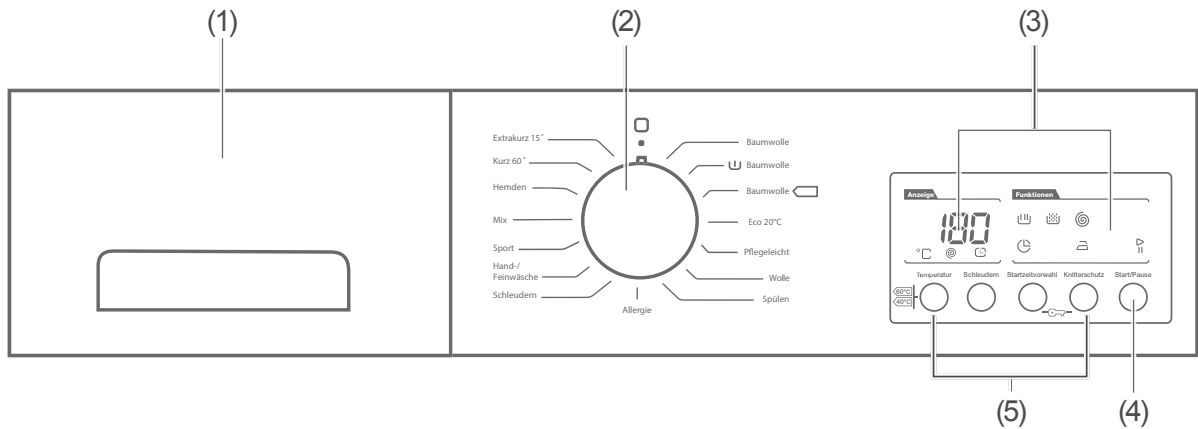 (1)
(2)
(3)
Extrakurz 15´
Kurz 60´
Hemden
Mix
Sport
Hand-/
Feinwäsche
Schleudern
Allergie
Baumwolle
Baumwolle
Baumwolle
Eco 20°C
Pflegeleicht
Wolle
Spülen
Anzeige
Funktionen
180
°C
Temperatur
Schleudern
Startzeitvorwahl
Knitterschutz
Start/Pause
60°C
40°C
(5)
(4)